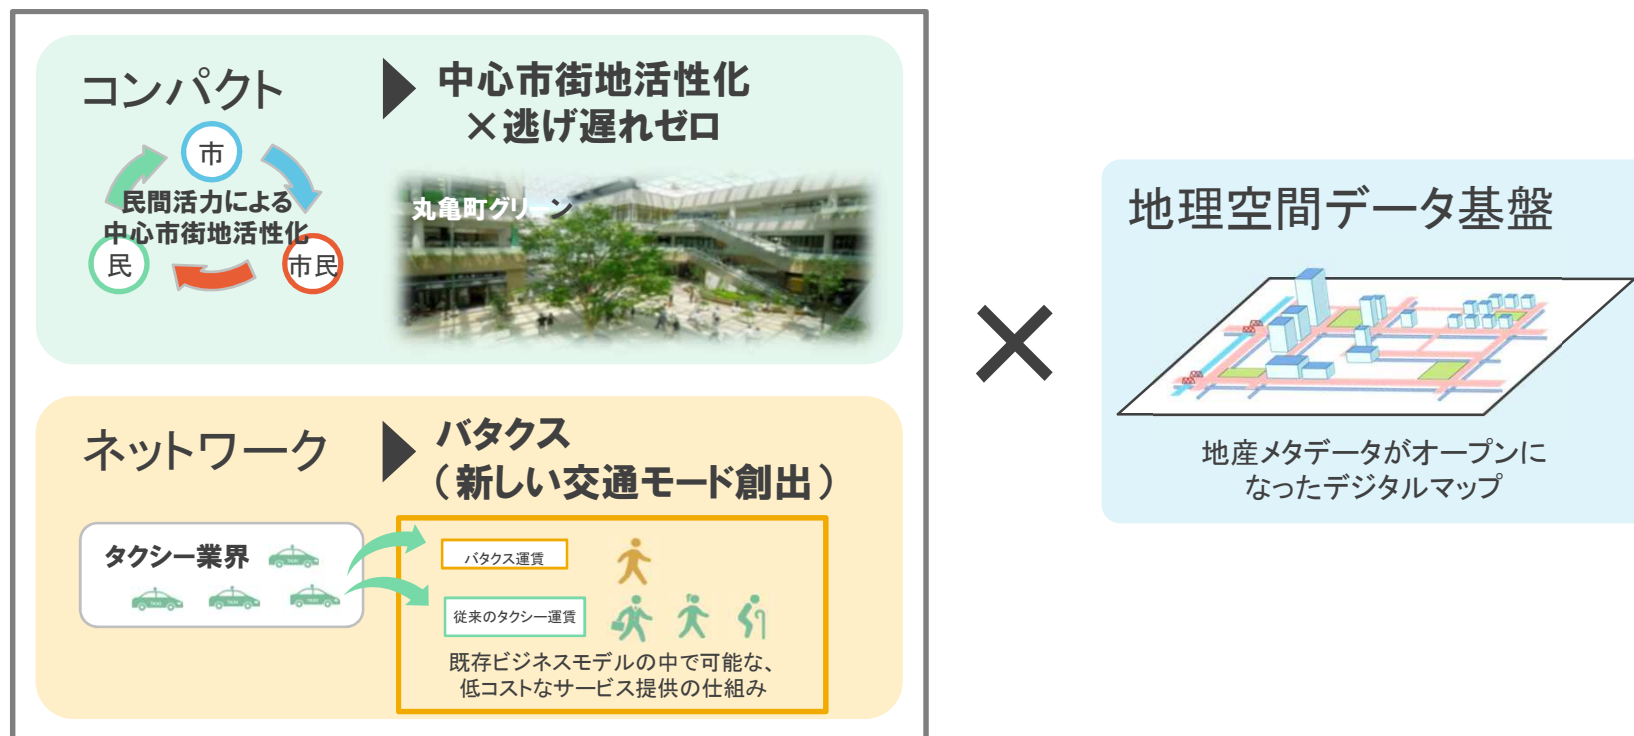 コンパクト
中心市街地活性化
×逃げ遅れゼロ
市
民間活力による
中心市街地活性化
民
市民
丸亀町グリーン
ネットワーク
バタクス
（新しい交通モード創出）
タクシー業界
バタクス運賃
従来のタクシー運賃
既存ビジネスモデルの中で可能な、
低コストなサービス提供の仕組み
×
地理空間データ基盤
地産メタデータがオープンに
なったデジタルマップ